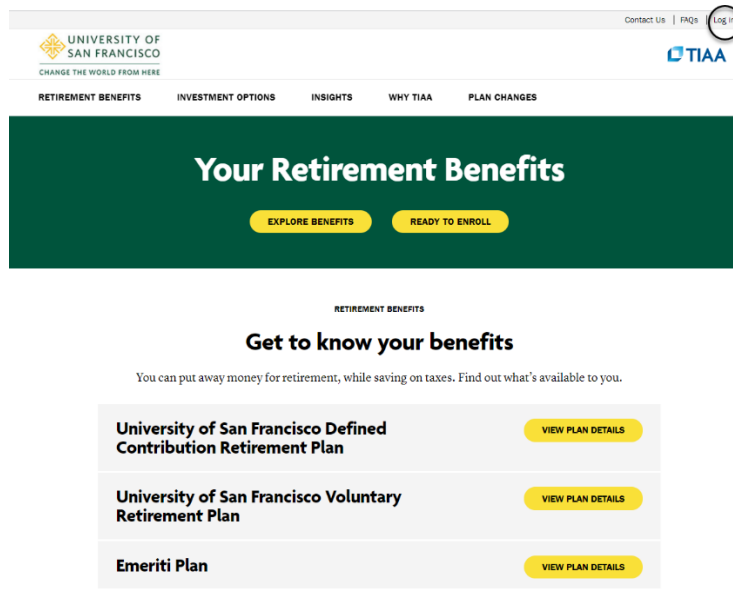 Contact Us | FAQs | Log in
UNIVERSITY OF
SAN FRANCISCO
CHANGE THE WORLD FROM HERE
TIAA
RETIREMENT BENEFITS INVESTMENT OPTIONS INSIGHTS WHY TIAA PLAN CHANGES
Your Retirement Benefits
EXPLORE BENEFITS READY TO ENROLL
RETIREMENT BENEFITS
Get to know your benefits
You can put away money for retirement, while saving on taxes. Find out what’s available to you.
University of San Francisco Defined
Contribution Retirement Plan
VIEW PLAN DETAILS
University of San Francisco Voluntary
Retirement Plan
VIEW PLAN DETAILS
Emeriti Plan
VIEW PLAN DETAILS